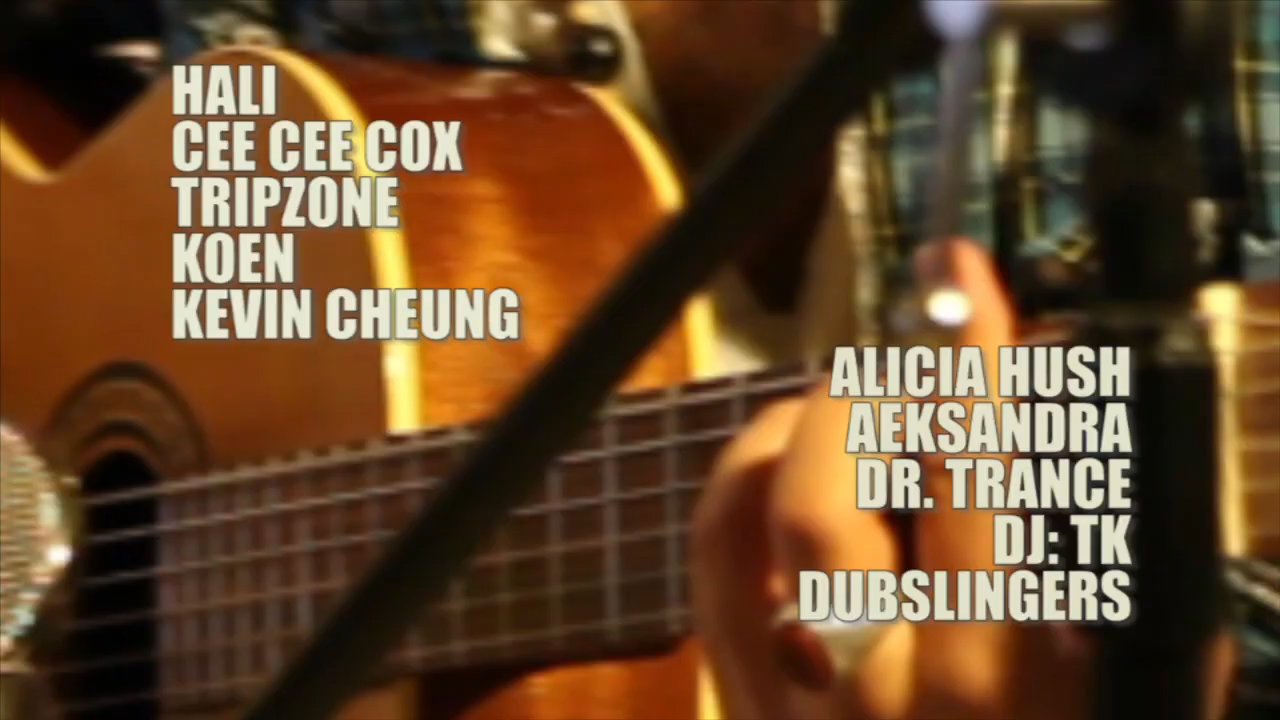 HALI
CEE CEE COX
TRIPZONE
KOEN
KEVIN CHEUNG
ALICIA HUSH
AEKSANDRA
DR. TRANCE
DJ: TK
DUBSLINGERS